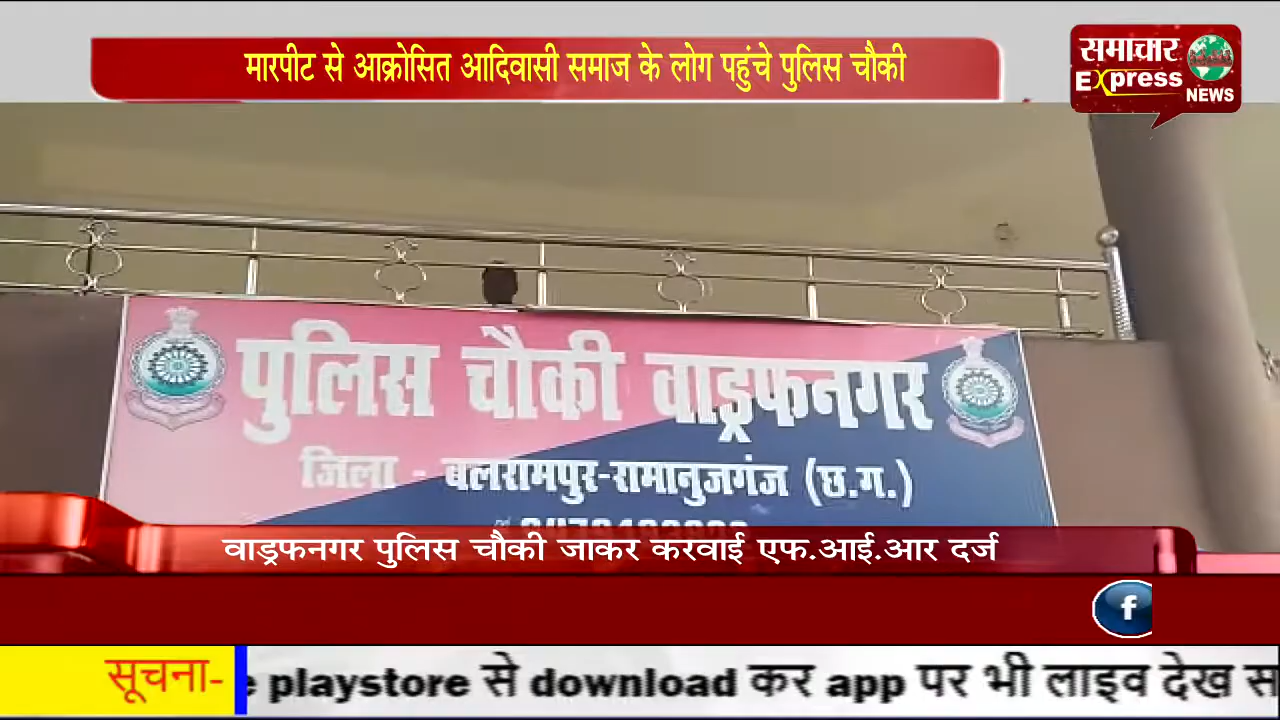 मारपीट से आक्रोसित आदिवासी समाज के लोग पहुंचे पुलिस चौकी
समाचार
Express
NEWS
पुलिस चौकी वाड्रफनगर
जिला - बलरामपुर-रामानुजगंज (छ.ग.)
वाड्रफनगर पुलिस चौकी जाकर करवाई एफ.आई.आर दर्ज
f
सूचना- playstore से download कर app पर भी लाइव देख